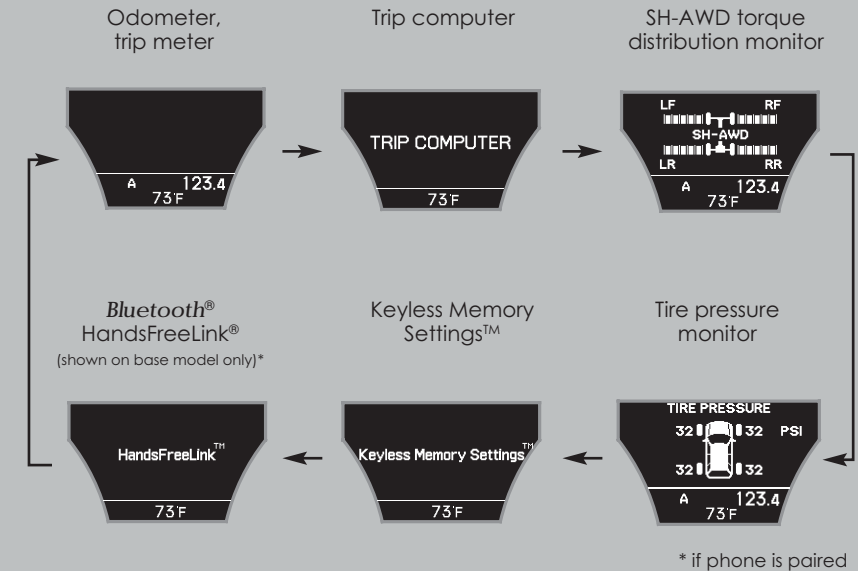 Odometer,
trip meter
Trip computer
SH-AWD torque
distribution monitor
A 123.4
73°F
TRIP COMPUTER
73°F
LF RF
SH-AWD
LR RR
A 123.4
73°F
Bluetooth®
HandsFreeLink®
(shown on base model only)*
Keyless Memory
Settings™
Tire pressure
monitor
HandsFreeLink™
73°F
Keyless Memory Settings™
73°F
TIRE PRESSURE
32 32 PSI
32 32
A 123.4
73°F
* if phone is paired